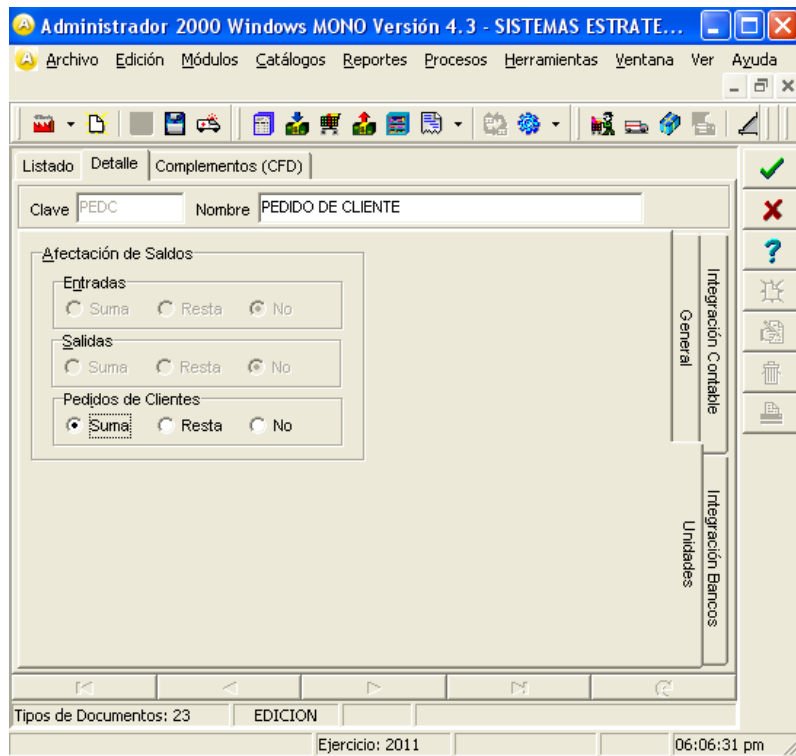 Administrador 2000 Windows MONO Versión 4.3 - SISTEMAS ESTRATE...
Archivo Edición Módulos Catálogos Reportes Procesos Herramientas Ventana Ver Ayuda
Listado Detalle Complementos (CFD)
Clave PEDC Nombre PEDIDO DE CLIENTE
Afectación de Saldos
Entradas
Suma Resta No
Salidas
Suma Resta No
Pedidos de Clientes
Suma Resta No
General
Integración Contable
Unidades
Integración Bancos
Tipos de Documentos: 23 EDICION
Ejercicio: 2011 06:06:31 pm